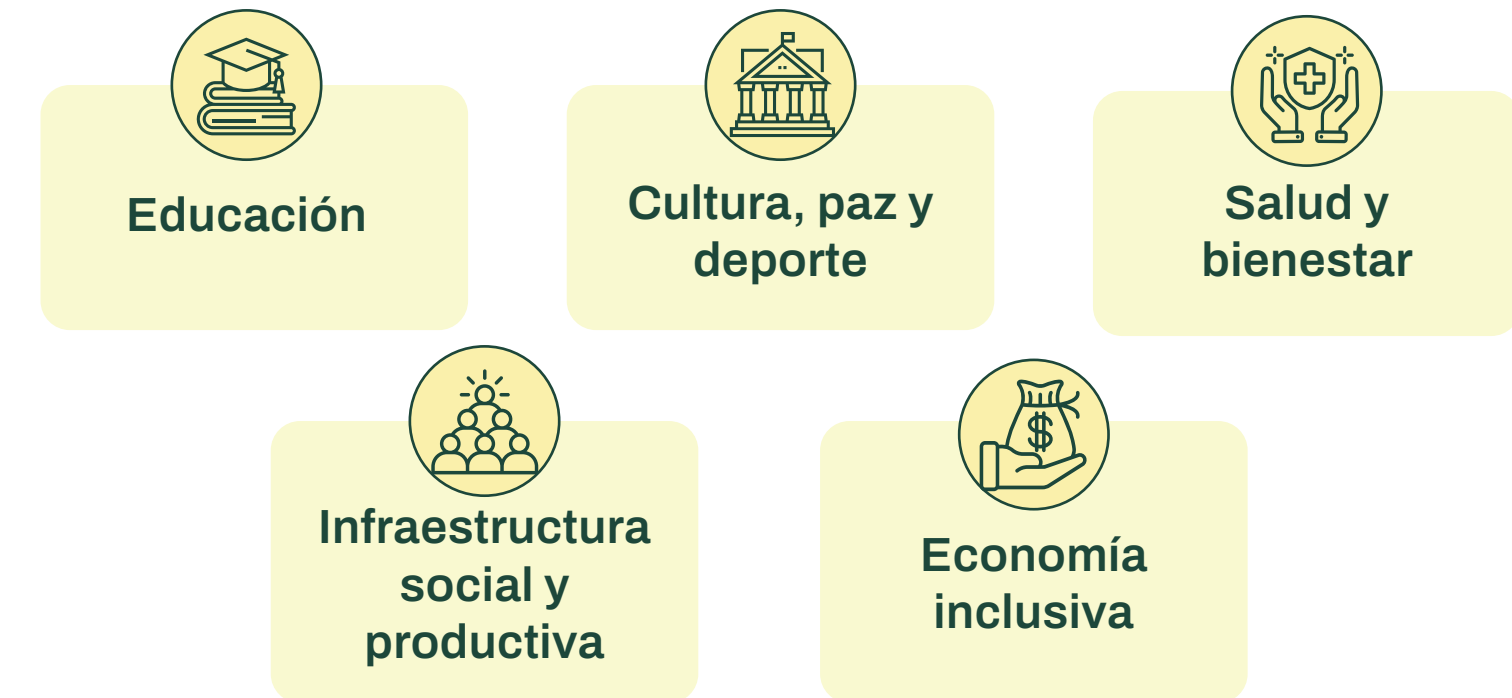 Educación
Cultura, paz y
deporte
Salud y
bienestar
Infraestructura
social y
productiva
Economía
inclusiva